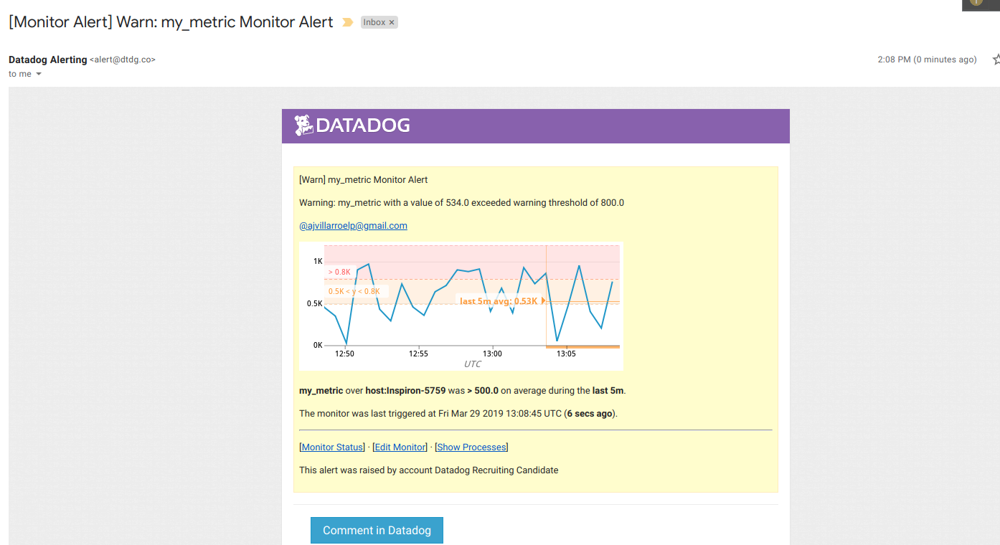 [Monitor Alert] Warn: my_metric Monitor Alert Inbox ×
Datadog Alerting <alert@dtdg.co> 2:08 PM (0 minutes ago)
to me
DATADOG
[Warn] my_metric Monitor Alert
Warning: my_metric with a value of 534.0 exceeded warning threshold of 800.0
@ajvillarroelp@gmail.com
1K
> 0.8K
0.5K < y < 0.8K
0.5K
last 5m avg: 0.53K
0K
12:50 12:55 13:00 13:05
UTC
my_metric over host:Inspiron-5759 was > 500.0 on average during the last 5m.
The monitor was last triggered at Fri Mar 29 2019 13:08:45 UTC (6 secs ago).
[Monitor Status] · [Edit Monitor] · [Show Processes]
This alert was raised by account Datadog Recruiting Candidate
Comment in Datadog